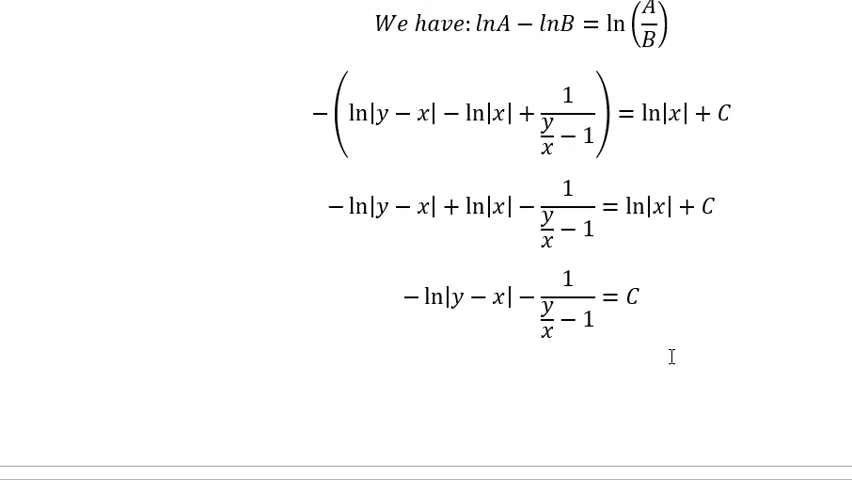 We have: lnA − lnB = ln(A/B)
−(ln|y − x| − ln|x| + 1/(y/x − 1)) = ln|x| + C
−ln|y − x| + ln|x| − 1/(y/x − 1) = ln|x| + C
−ln|y − x| − 1/(y/x − 1) = C